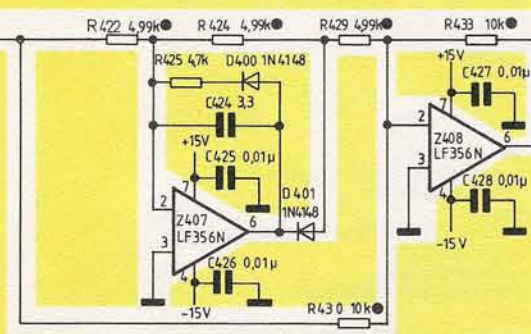 R422 4,99k
R424 4,99k
R429 4,99k
R433 10k
R425 4,7k
D400 1N4148
C424 3,3
+15V
C425 0,01µ
7
2
Z407
LF356N
6
3
4
C426 0,01µ
-15V
D401
1N4148
R430 10k
+15V
C427 0,01µ
7
2
Z408
LF356N
6
3
4
C428 0,01µ
-15V